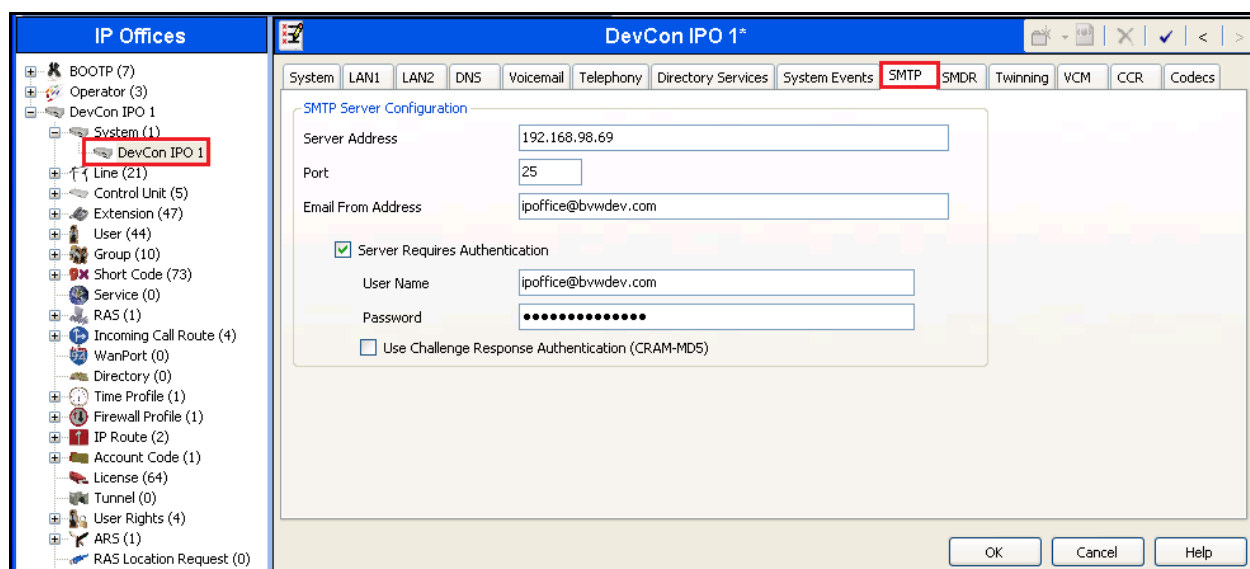 IP Offices
BOOTP (7)
Operator (3)
DevCon IPO 1
System (1)
DevCon IPO 1
Line (21)
Control Unit (5)
Extension (47)
User (44)
Group (10)
Short Code (73)
Service (0)
RAS (1)
Incoming Call Route (4)
WanPort (0)
Directory (0)
Time Profile (1)
Firewall Profile (1)
IP Route (2)
Account Code (1)
License (64)
Tunnel (0)
User Rights (4)
ARS (1)
RAS Location Request (0)
DevCon IPO 1*
System LAN1 LAN2 DNS Voicemail Telephony Directory Services System Events SMTP SMDR Twinning VCM CCR Codecs
SMTP Server Configuration
Server Address 192.168.98.69
Port 25
Email From Address ipoffice@bvwdev.com
Server Requires Authentication
User Name ipoffice@bvwdev.com
Password ••••••••••••••
Use Challenge Response Authentication (CRAM-MD5)
OK Cancel Help